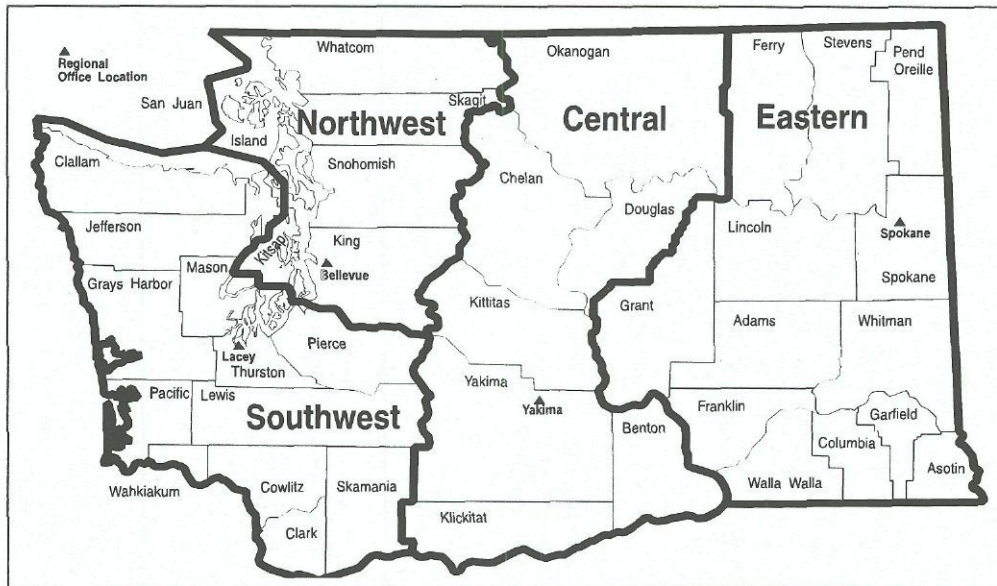 Whatcom
Okanogan
Ferry
Stevens
Pend
Oreille
Regional
Office Location
San Juan
Skagit
Northwest
Central
Eastern
Island
Clallam
Snohomish
Chelan
Douglas
Jefferson
Kitsap
King
Lincoln
Spokane
Bellevue
Mason
Grays Harbor
Spokane
Kittitas
Grant
Adams
Whitman
Pierce
Lacey
Thurston
Yakima
Pacific
Lewis
Yakima
Southwest
Franklin
Garfield
Benton
Columbia
Asotin
Wahkiakum
Cowlitz
Skamania
Walla Walla
Klickitat
Clark